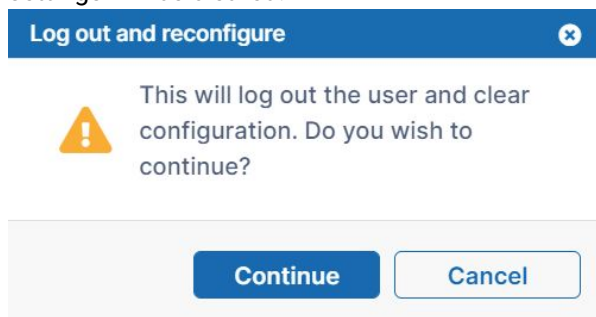 Log out and reconfigure
This will log out the user and clear
configuration. Do you wish to
continue?
Continue
Cancel